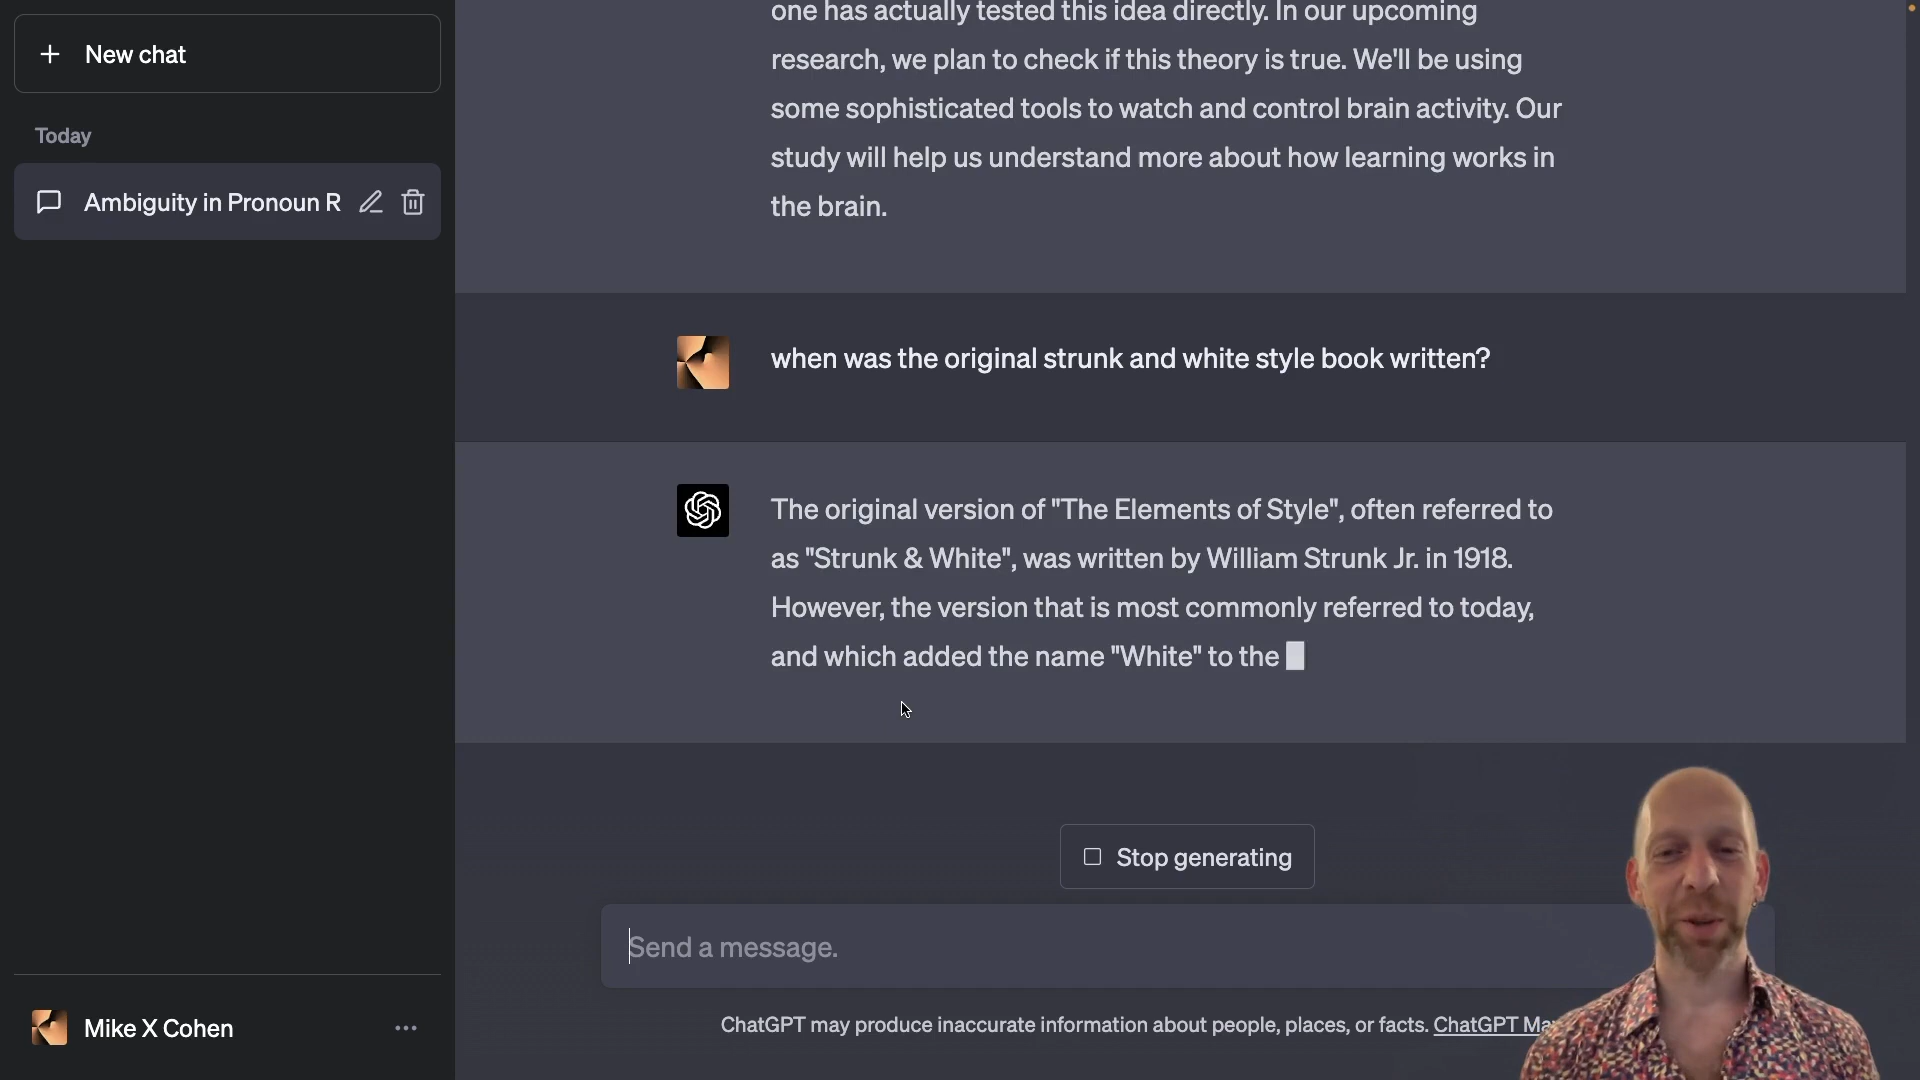 New chat
Today
Ambiguity in Pronoun R
Mike X Cohen
one has actually tested this idea directly. In our upcoming
research, we plan to check if this theory is true. We'll be using
some sophisticated tools to watch and control brain activity. Our
study will help us understand more about how learning works in
the brain.
when was the original strunk and white style book written?
The original version of "The Elements of Style", often referred to
as "Strunk & White", was written by William Strunk Jr. in 1918.
However, the version that is most commonly referred to today,
and which added the name "White" to the
Stop generating
Send a message.
ChatGPT may produce inaccurate information about people, places, or facts. ChatGPT Ma